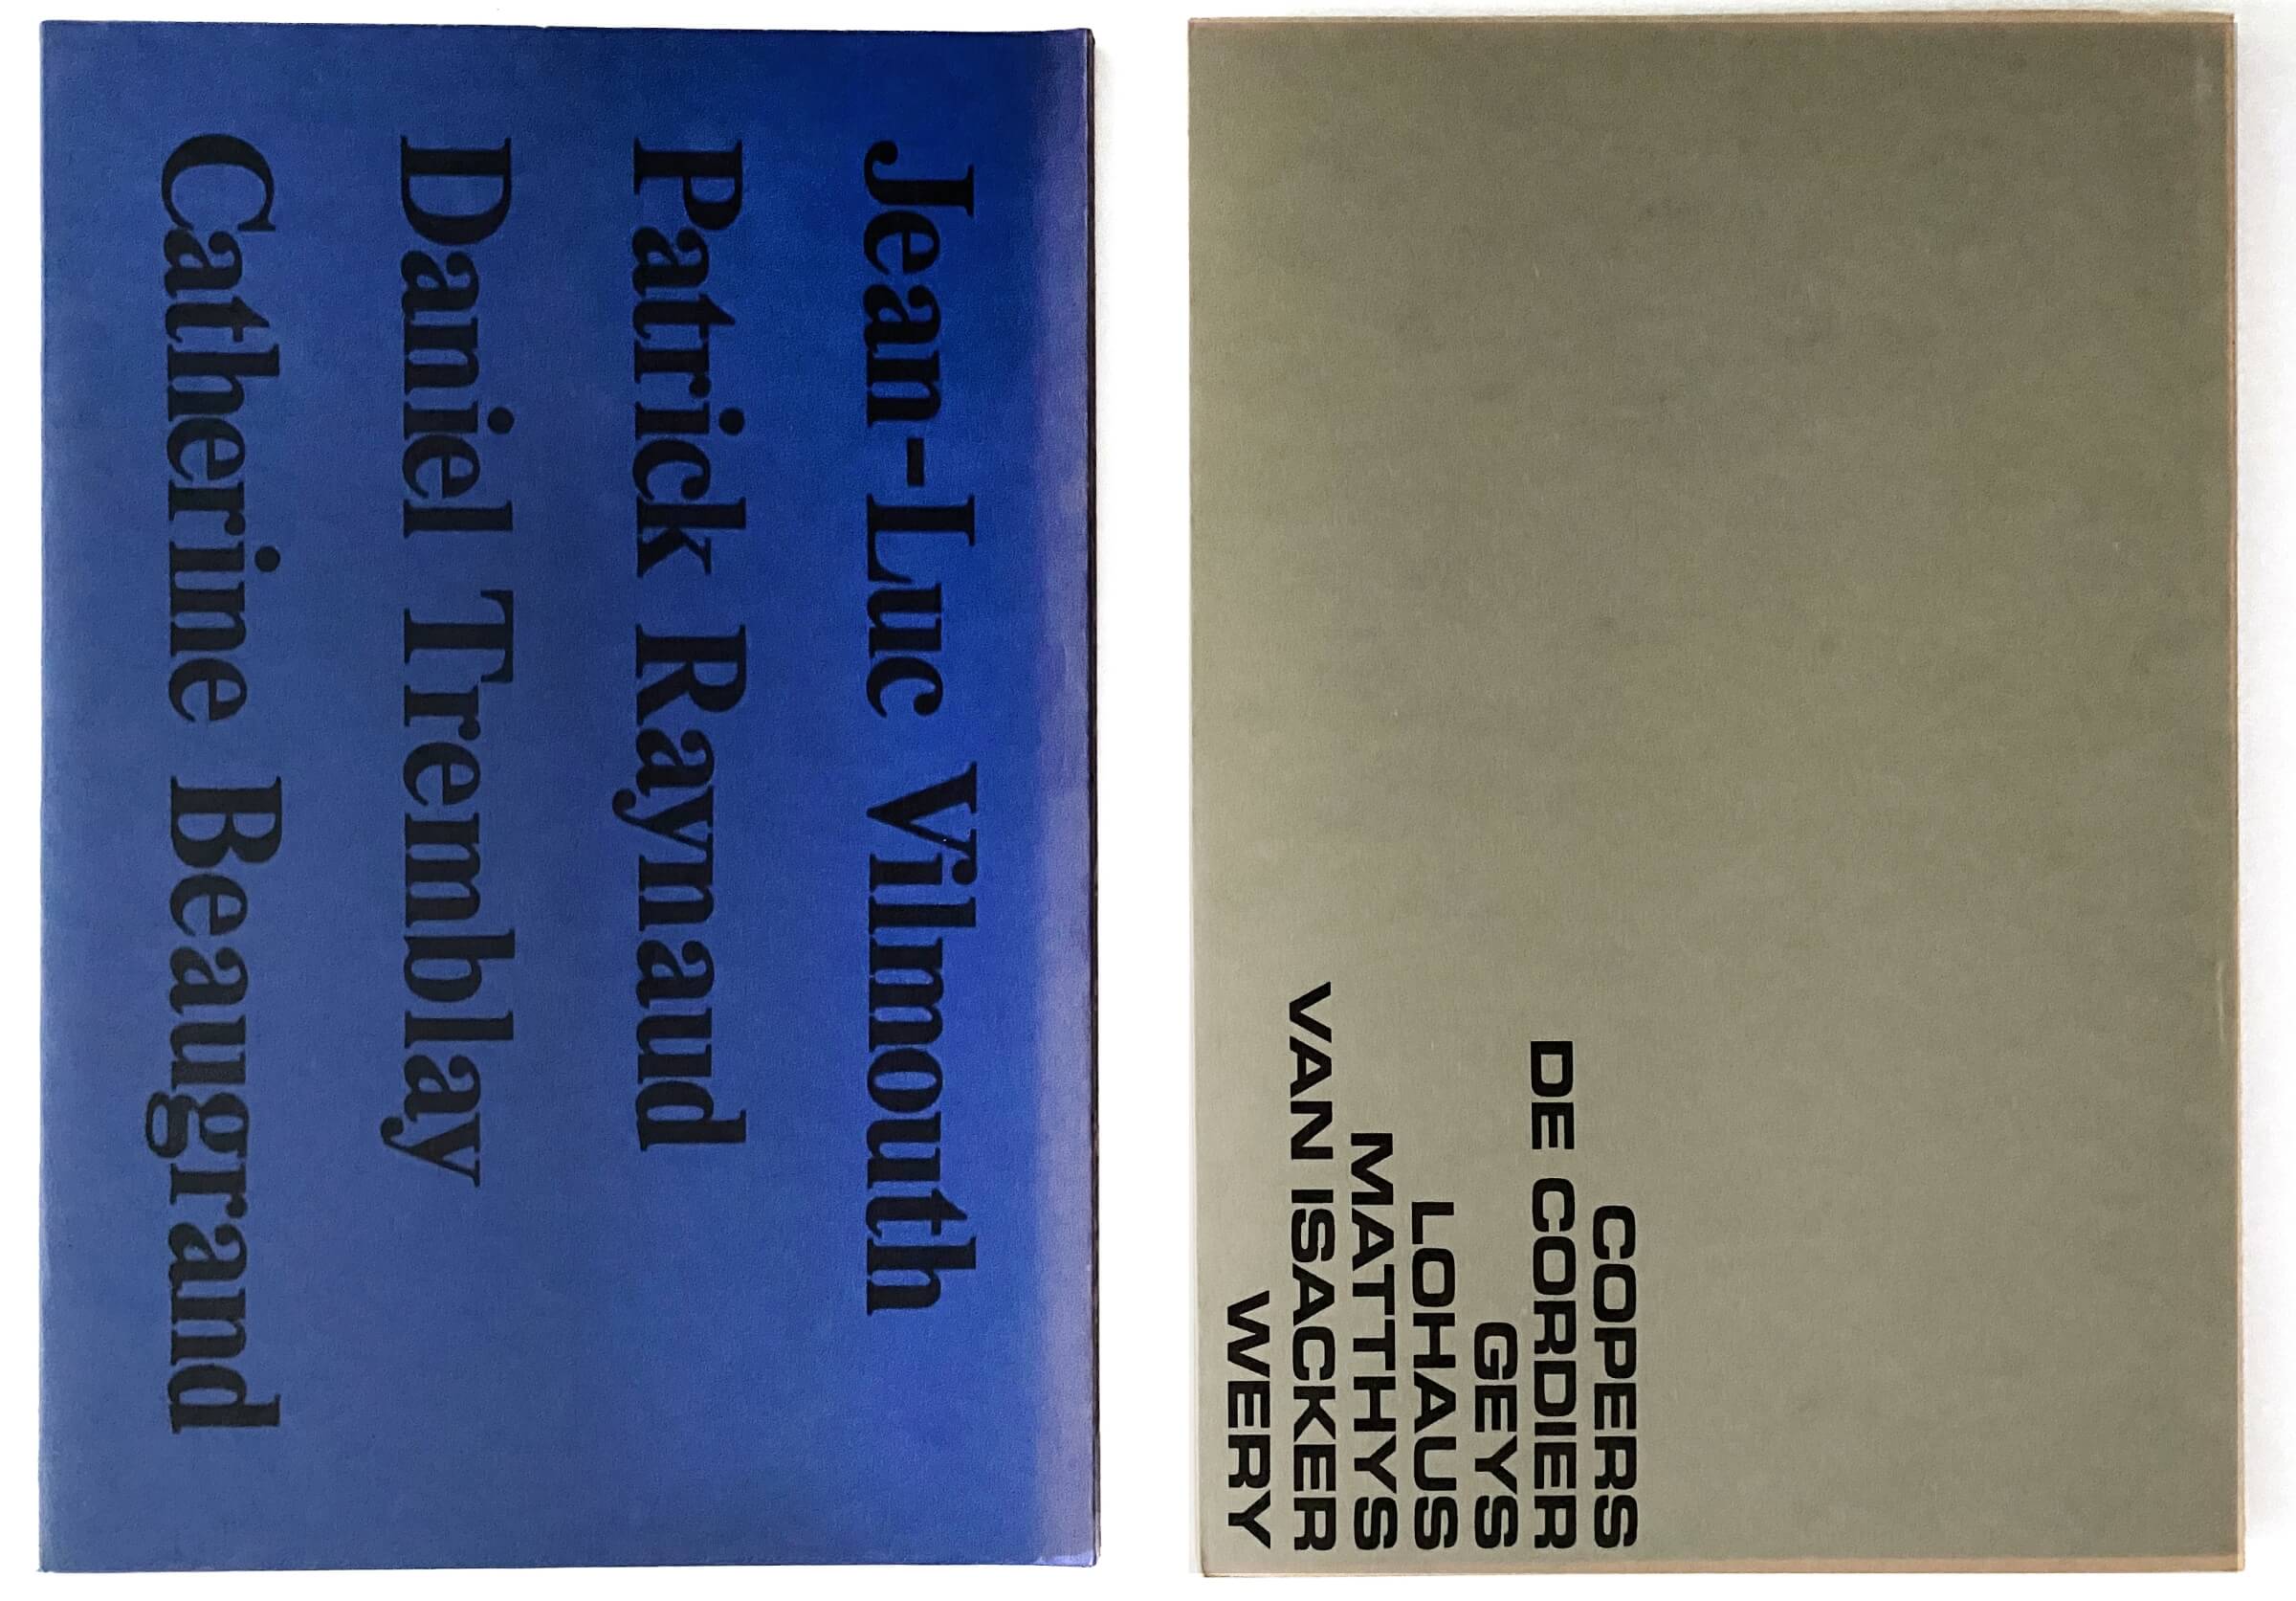 Jean-Luc Vilmouth
Patrick Raynaud
Daniel Tremblay
Catherine Beaugrand
COPERS
DE CORDIER
GEYS
LOHAUS
MATTHYS
VAN ISACKER
WERY